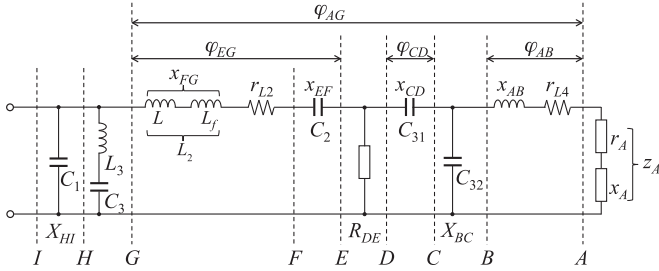 φAG
φEG φCD φAB
xFG rL2 xEF xCD xAB rL4
L Lf C2 C31 rA
L2 L3 zA
C1 C3 C32 xA
XHI RDE XBC
I H G F E D C B A